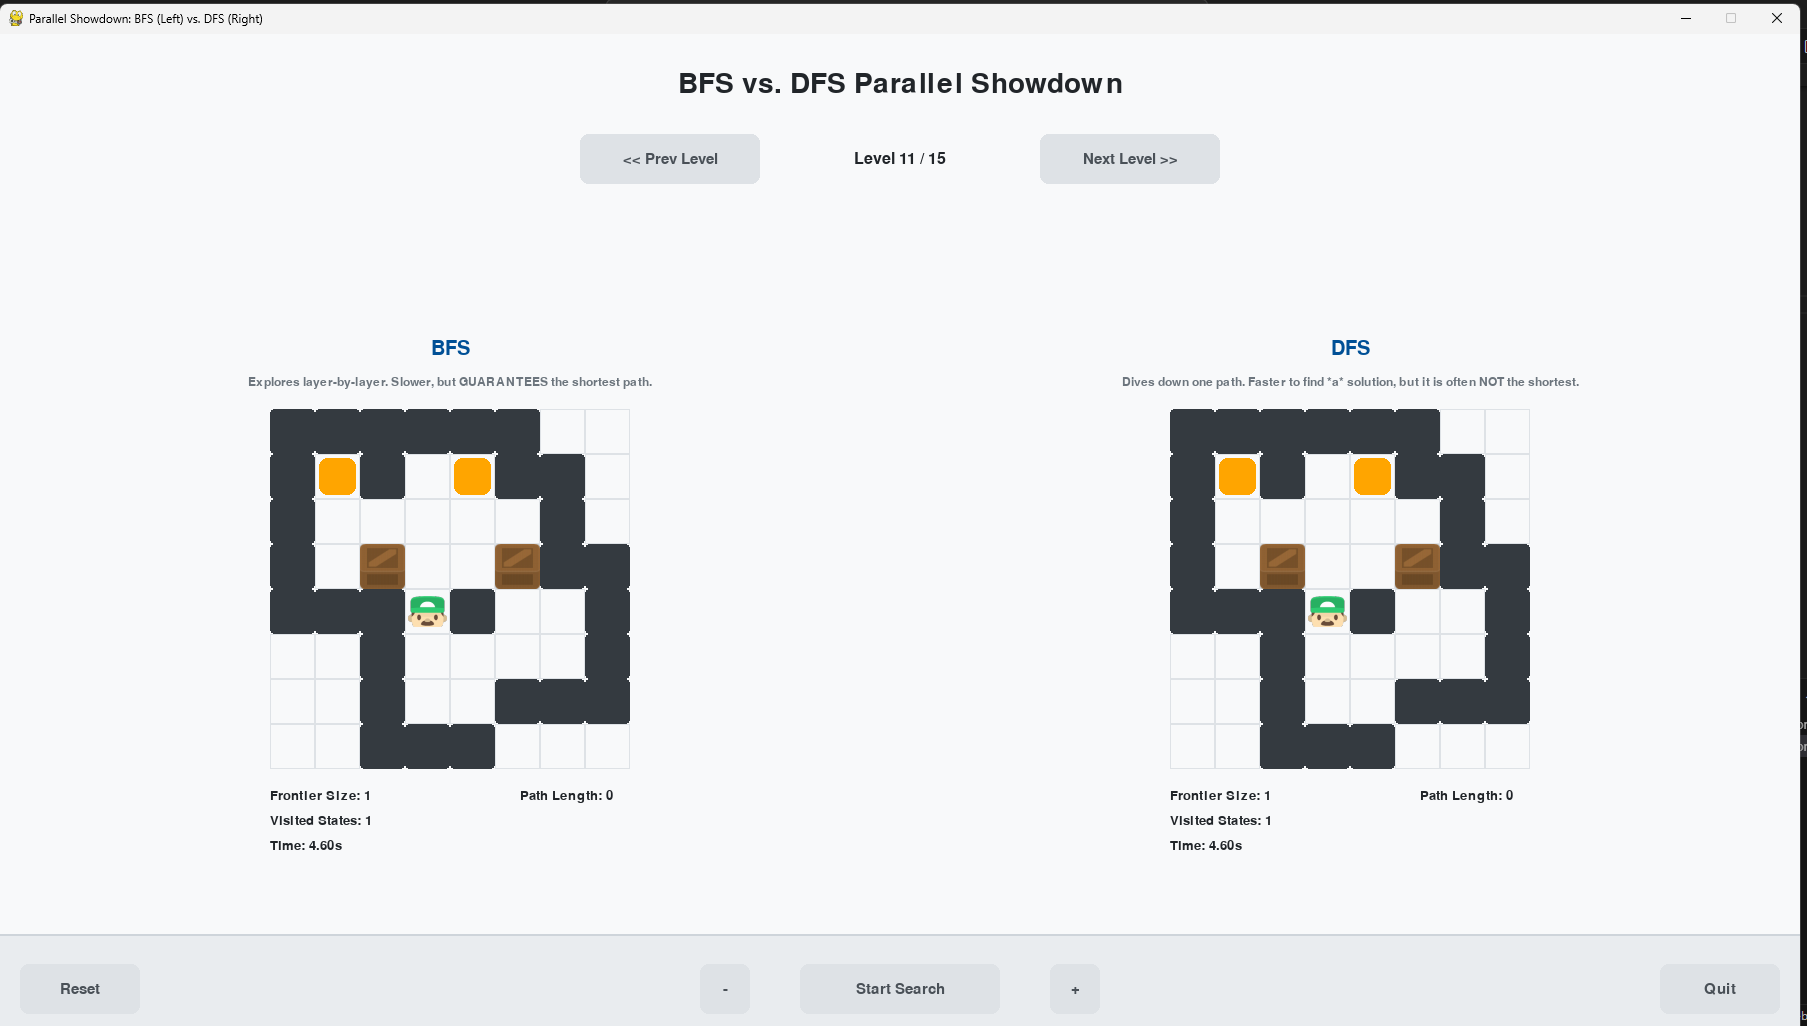 Parallel Showdown: BFS (Left) vs. DFS (Right)
BFS vs. DFS Parallel Showdown
<< Prev Level
Level 11 / 15
Next Level >>
BFS
Explores layer-by-layer. Slower, but GUARANTEES the shortest path.
Frontier Size: 1
Path Length: 0
Visited States: 1
Time: 4.60s
DFS
Dives down one path. Faster to find *a* solution, but it is often NOT the shortest.
Frontier Size: 1
Path Length: 0
Visited States: 1
Time: 4.60s
Reset
-
Start Search
+
Quit